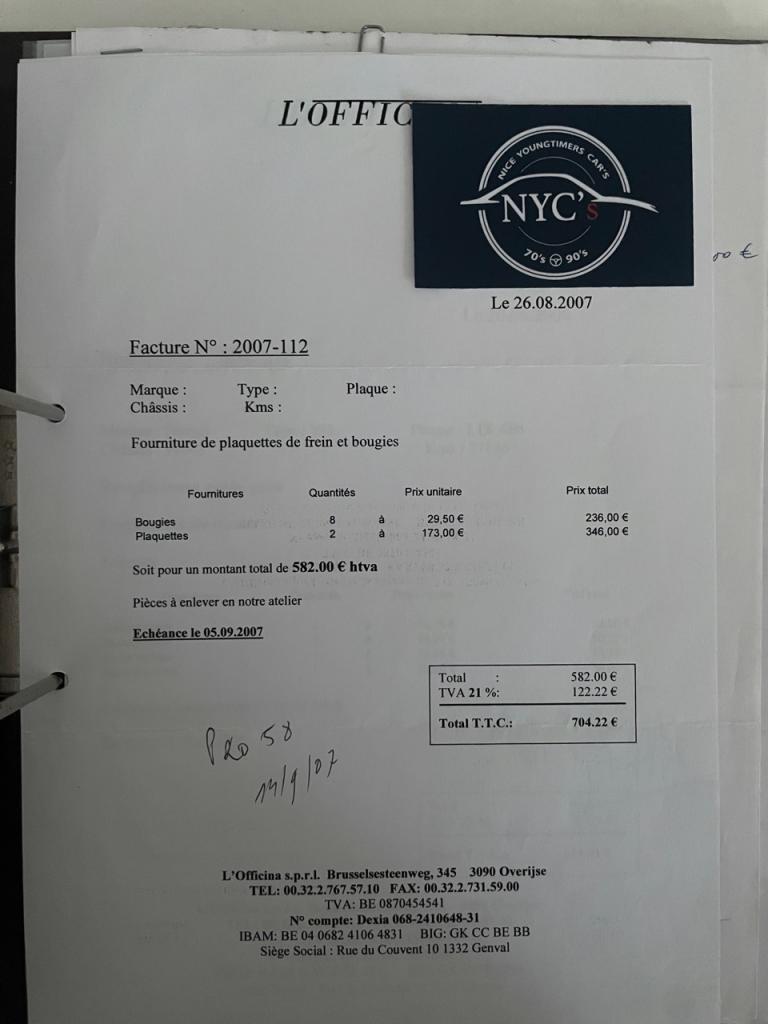 L'OFFIC
NICE YOUNGTIMERS CAR'S
NYC's
70's 90's
00 €
Le 26.08.2007
Facture N° : 2007-112
Marque : Type : Plaque :
Châssis : Kms :
Fourniture de plaquettes de frein et bougies
Fournitures Quantités Prix unitaire Prix total
Bougies 8 à 29,50 € 236,00 €
Plaquettes 2 à 173,00 € 346,00 €
Soit pour un montant total de 582.00 € htva
Pièces à enlever en notre atelier
Echéance le 05.09.2007
Total : 582.00 €
TVA 21 %: 122.22 €
Total T.T.C.: 704.22 €
58
14/9/07
L'Officina s.p.r.l. Brusselsesteenweg, 345 3090 Overijse
TEL: 00.32.2.767.57.10 FAX: 00.32.2.731.59.00
TVA: BE 0870454541
N° compte: Dexia 068-2410648-31
IBAM: BE 04 0682 4106 4831 BIG: GK CC BE BB
Siège Social : Rue du Couvent 10 1332 Genval